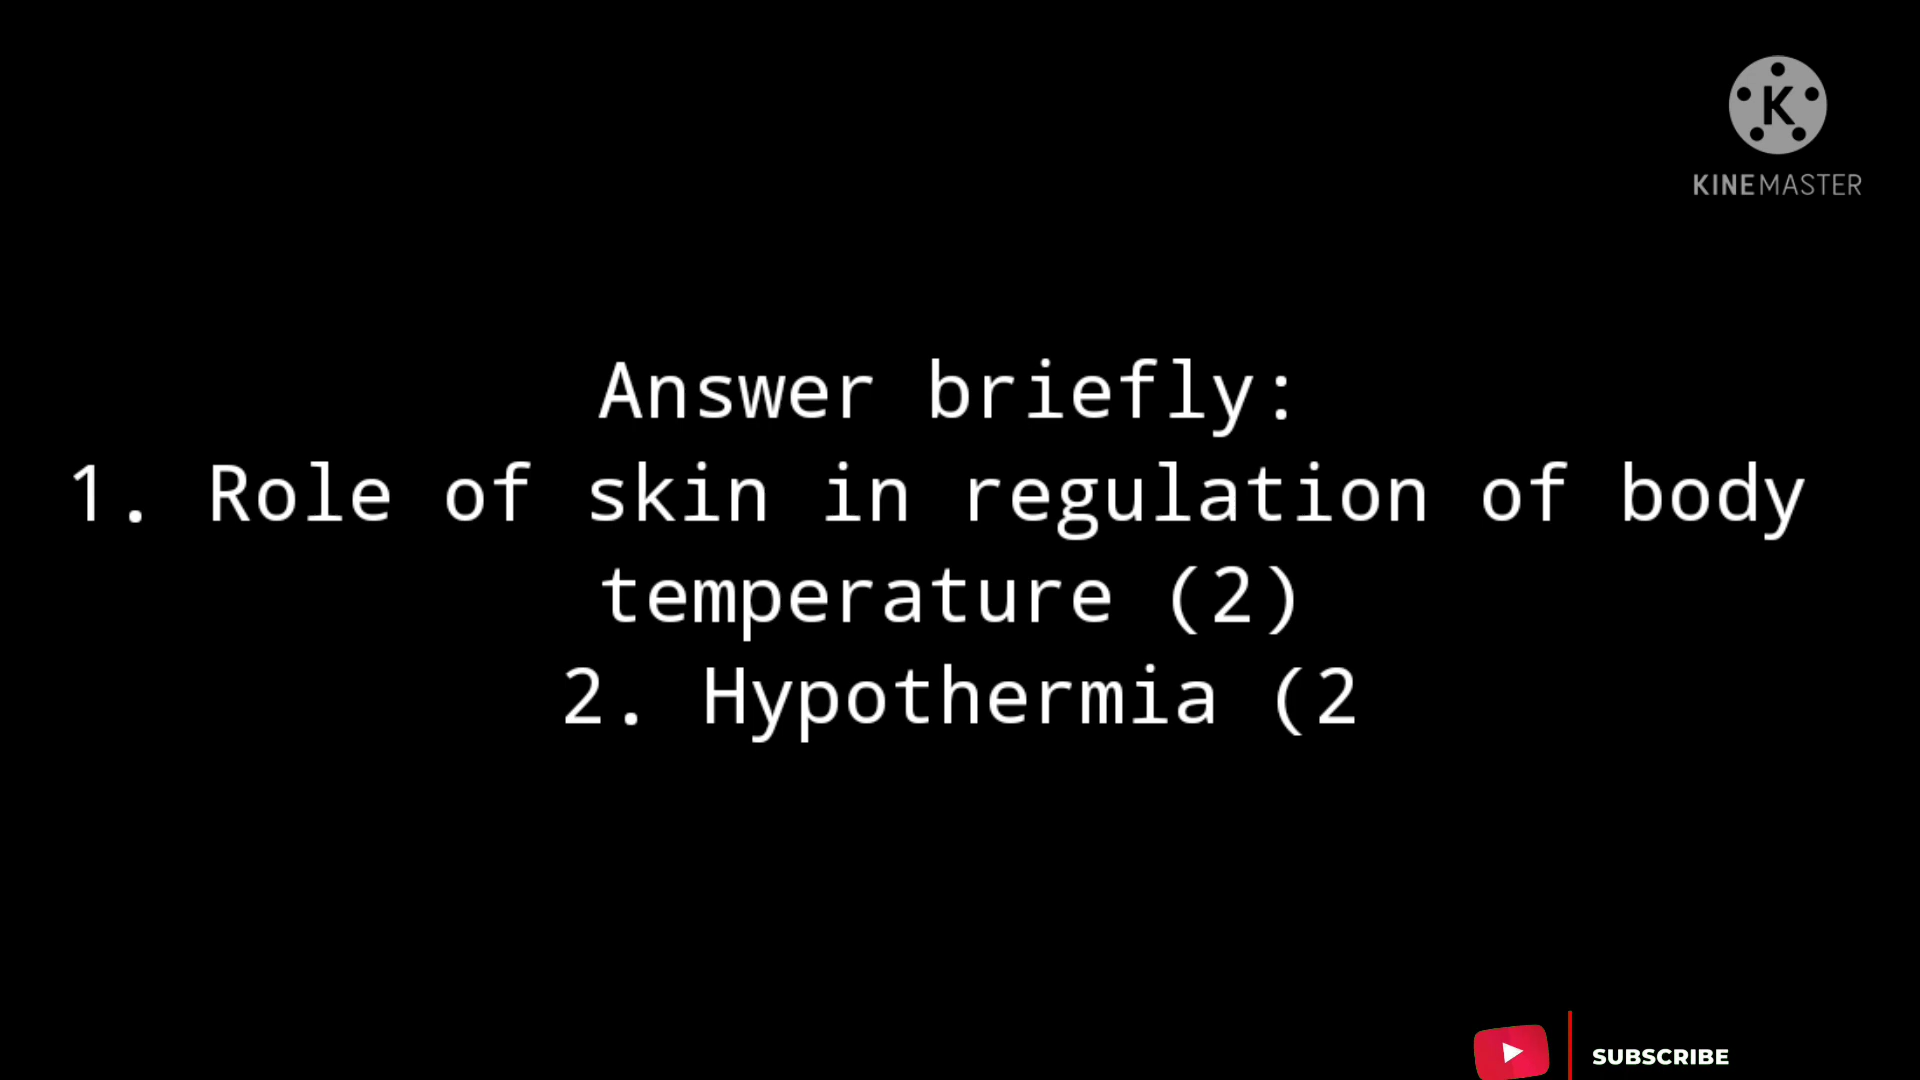 K
KINEMASTER
Answer briefly:
1. Role of skin in regulation of body
temperature (2)
2. Hypothermia (2
SUBSCRIBE